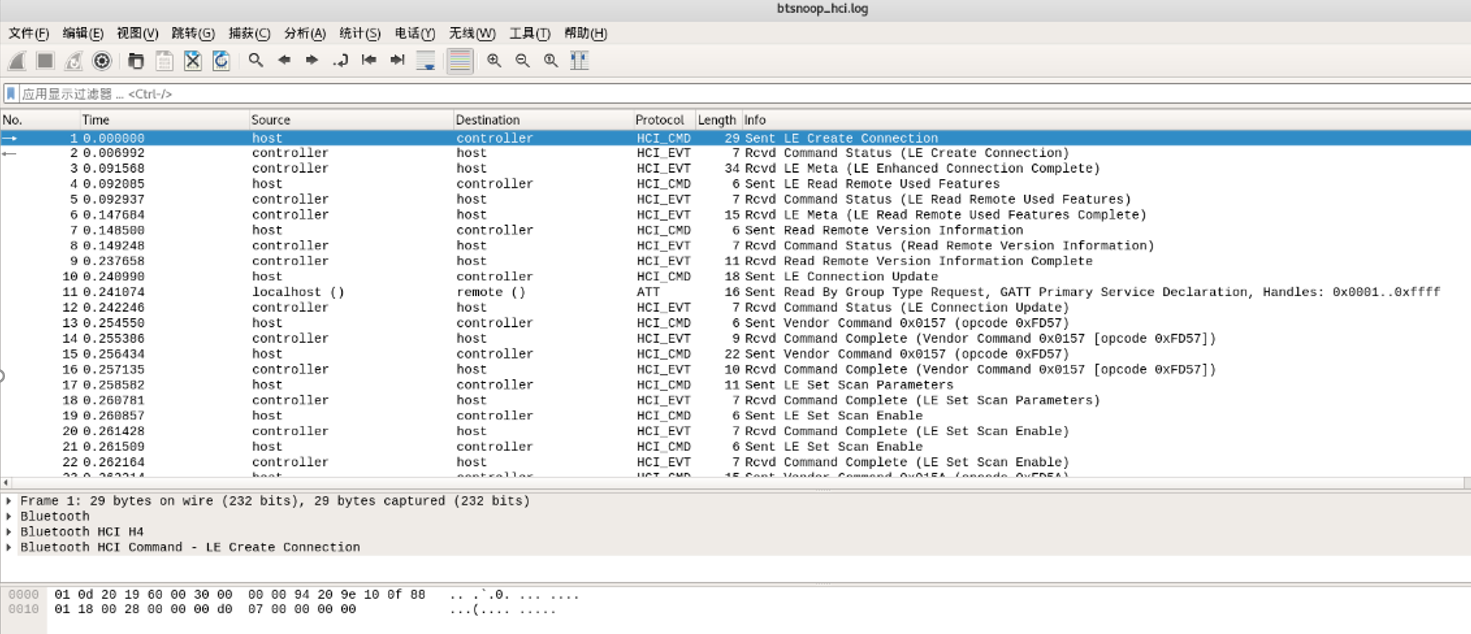 btsnoop_hci.log
文件(F) 编辑(E) 视图(V) 跳转(G) 捕获(C) 分析(A) 统计(S) 电话(Y) 无线(W) 工具(T) 帮助(H)
应用显示过滤器 … <Ctrl-/>
No. Time Source Destination Protocol Length Info
1 0.000000 host controller HCI_CMD 29 Sent LE Create Connection
2 0.006992 controller host HCI_EVT 7 Rcvd Command Status (LE Create Connection)
3 0.091568 controller host HCI_EVT 34 Rcvd LE Meta (LE Enhanced Connection Complete)
4 0.092085 host controller HCI_CMD 6 Sent LE Read Remote Used Features
5 0.092937 controller host HCI_EVT 7 Rcvd Command Status (LE Read Remote Used Features)
6 0.147684 controller host HCI_EVT 15 Rcvd LE Meta (LE Read Remote Used Features Complete)
7 0.148500 host controller HCI_CMD 6 Sent Read Remote Version Information
8 0.149248 controller host HCI_EVT 7 Rcvd Command Status (Read Remote Version Information)
9 0.237658 controller host HCI_EVT 11 Rcvd Read Remote Version Information Complete
10 0.240990 host controller HCI_CMD 18 Sent LE Connection Update
11 0.241074 localhost () remote () ATT 16 Sent Read By Group Type Request, GATT Primary Service Declaration, Handles: 0x0001..0xffff
12 0.242246 controller host HCI_EVT 7 Rcvd Command Status (LE Connection Update)
13 0.254550 host controller HCI_CMD 6 Sent Vendor Command 0x0157 (opcode 0xFD57)
14 0.255386 controller host HCI_EVT 9 Rcvd Command Complete (Vendor Command 0x0157 [opcode 0xFD57])
15 0.256434 host controller HCI_CMD 22 Sent Vendor Command 0x0157 (opcode 0xFD57)
16 0.257135 controller host HCI_EVT 10 Rcvd Command Complete (Vendor Command 0x0157 [opcode 0xFD57])
17 0.258582 host controller HCI_CMD 11 Sent LE Set Scan Parameters
18 0.260781 controller host HCI_EVT 7 Rcvd Command Complete (LE Set Scan Parameters)
19 0.260857 host controller HCI_CMD 6 Sent LE Set Scan Enable
20 0.261428 controller host HCI_EVT 7 Rcvd Command Complete (LE Set Scan Enable)
21 0.261509 host controller HCI_CMD 6 Sent LE Set Scan Enable
22 0.262164 controller host HCI_EVT 7 Rcvd Command Complete (LE Set Scan Enable)
Frame 1: 29 bytes on wire (232 bits), 29 bytes captured (232 bits)
Bluetooth
Bluetooth HCI H4
Bluetooth HCI Command - LE Create Connection
0000 01 0d 20 19 60 00 30 00 00 00 94 20 9e 10 0f 88 .. .`.0. ... ....
0010 01 18 00 28 00 00 00 d0 07 00 00 00 00 ...(.... .....